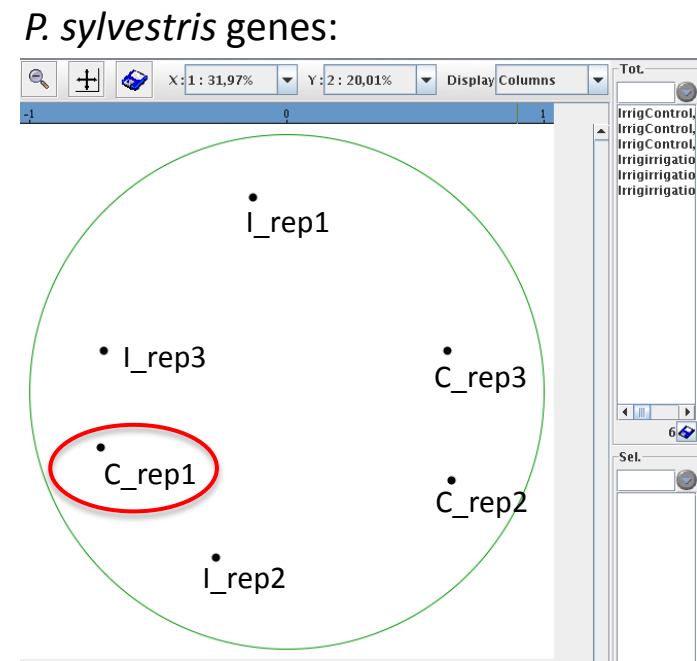 P. sylvestris genes:
X: 1 : 31,97% Y: 2 : 20,01% Display Columns
Tot.
-1 0 1
IrrigControl,
IrrigControl,
IrrigControl,
Irrigirrigatio
Irrigirrigatio
Irrigirrigatio
I_rep1
I_rep3
C_rep3
6
Sel.
C_rep1
C_rep2
I_rep2